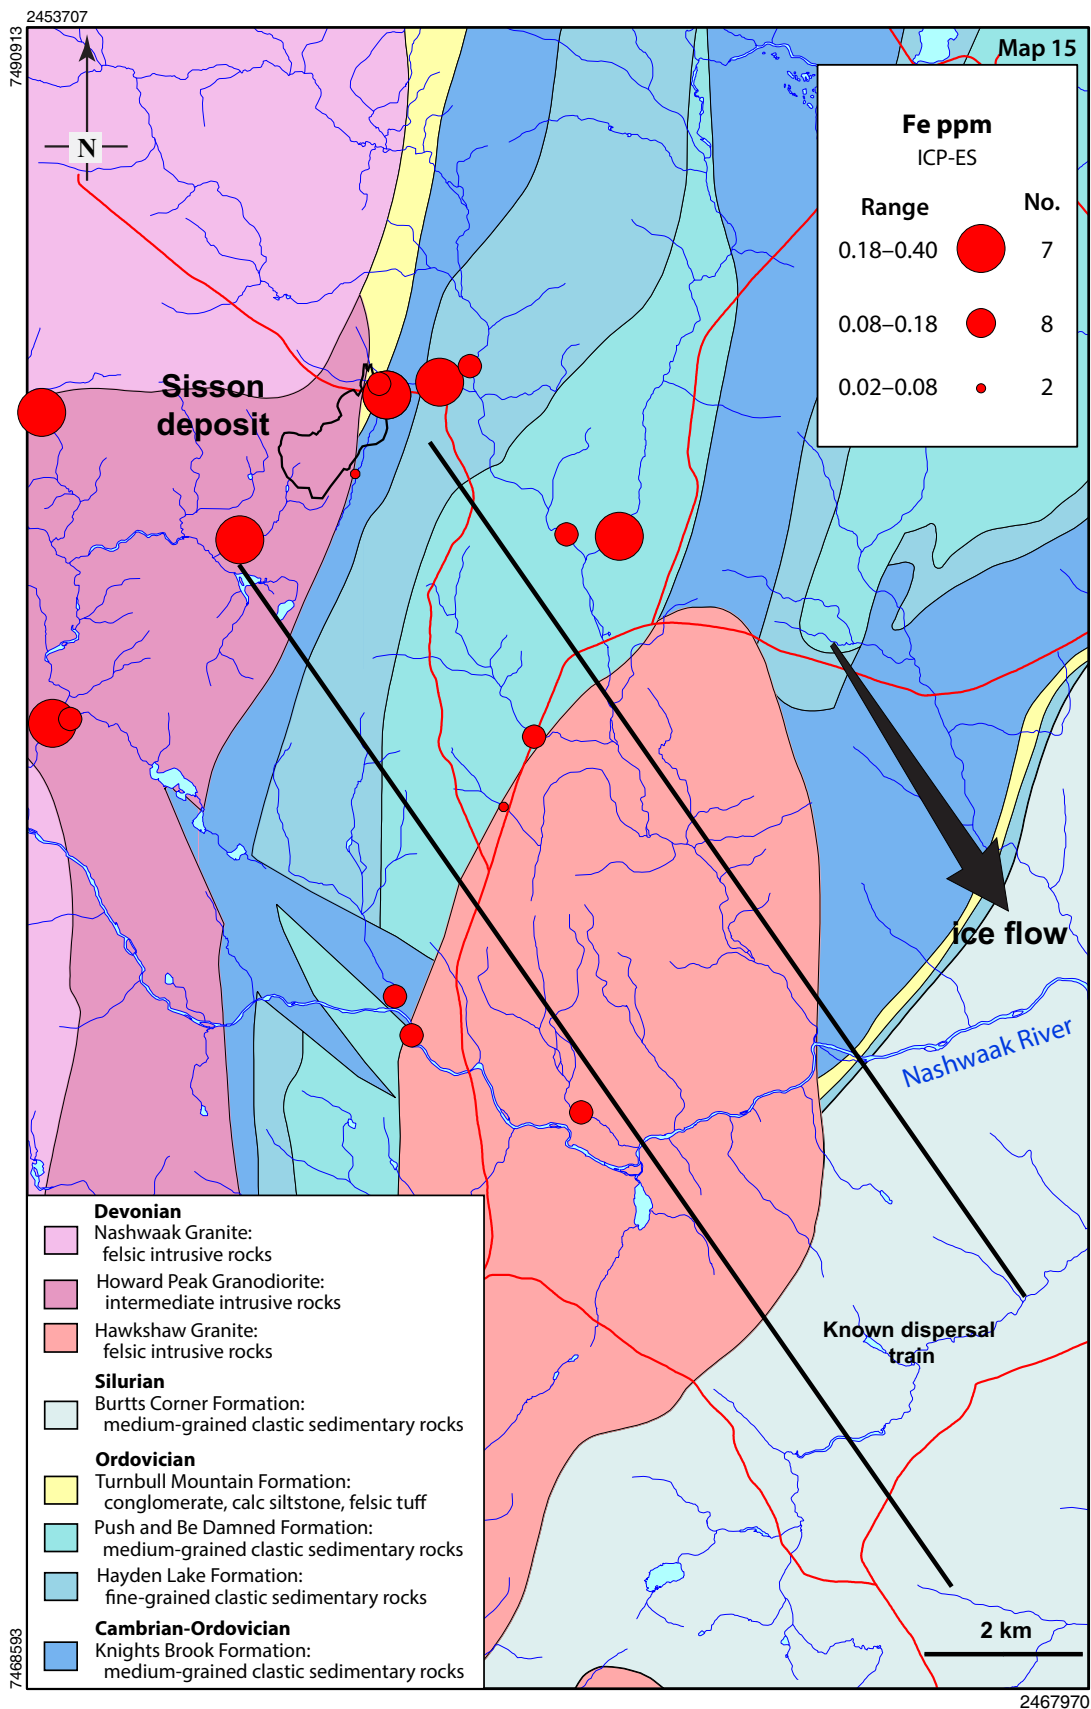 2453707
7490913
Map 15
N
Fe ppm
ICP-ES
Range No.
0.18–0.40 7
0.08–0.18 8
0.02–0.08 2
Sisson
deposit
ice flow
Nashwaak River
Known dispersal
train
Devonian
Nashwaak Granite:
felsic intrusive rocks
Howard Peak Granodiorite:
intermediate intrusive rocks
Hawkshaw Granite:
felsic intrusive rocks
Silurian
Burtts Corner Formation:
medium-grained clastic sedimentary rocks
Ordovician
Turnbull Mountain Formation:
conglomerate, calc siltstone, felsic tuff
Push and Be Damned Formation:
medium-grained clastic sedimentary rocks
Hayden Lake Formation:
fine-grained clastic sedimentary rocks
Cambrian-Ordovician
Knights Brook Formation:
medium-grained clastic sedimentary rocks
2 km
7468593
2467970